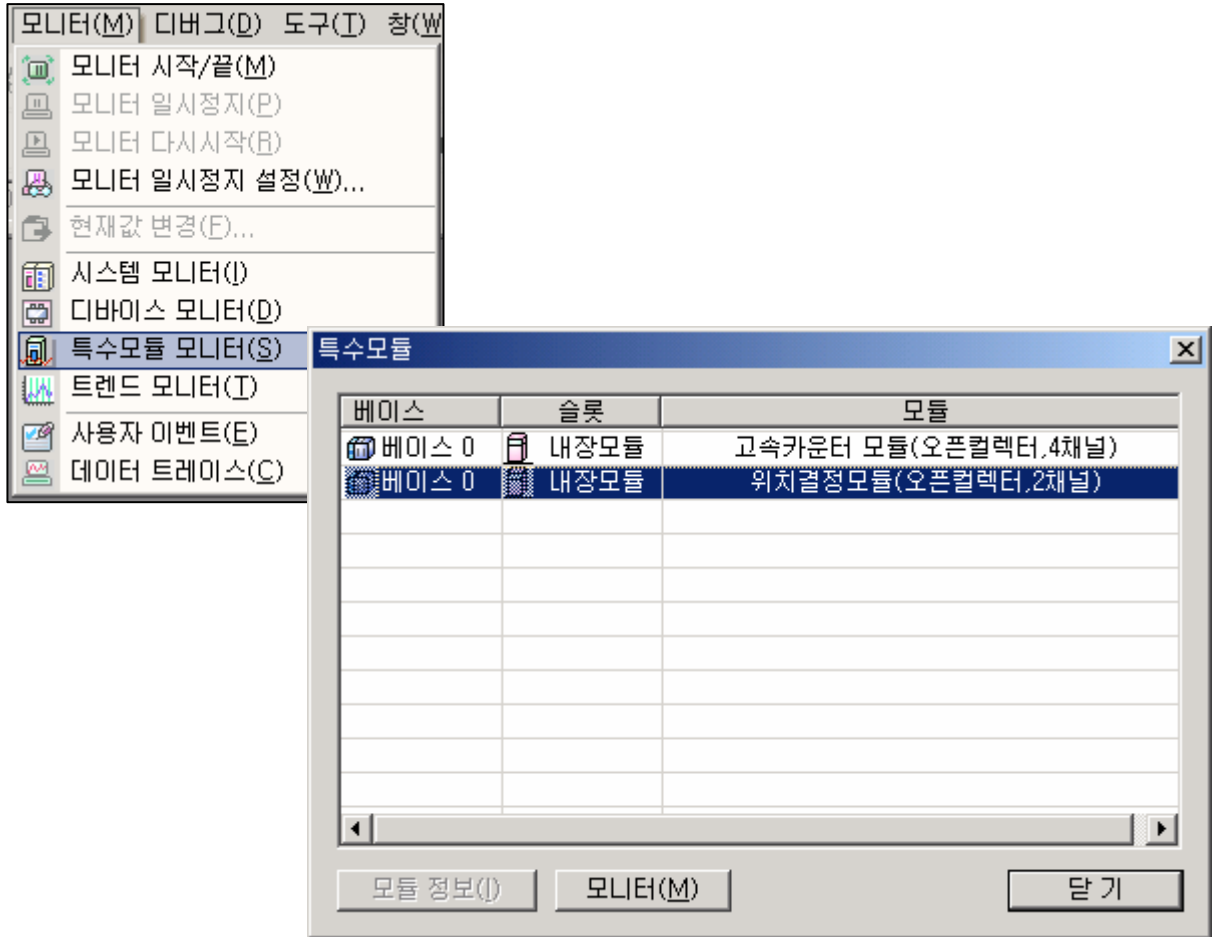 모니터(M) 디버그(D) 도구(T) 창(W
모니터 시작/끝(M)
모니터 일시정지(P)
모니터 다시시작(R)
모니터 일시정지 설정(W)...
현재값 변경(F)...
시스템 모니터(I)
디바이스 모니터(D)
특수모듈 모니터(S)
트렌드 모니터(T)
사용자 이벤트(E)
데이터 트레이스(C)
특수모듈
베이스 슬롯 모듈
베이스 0 내장모듈 고속카운터 모듈(오픈컬렉터,4채널)
베이스 0 내장모듈 위치결정모듈(오픈컬렉터,2채널)
모듈 정보(I) 모니터(M) 닫 기